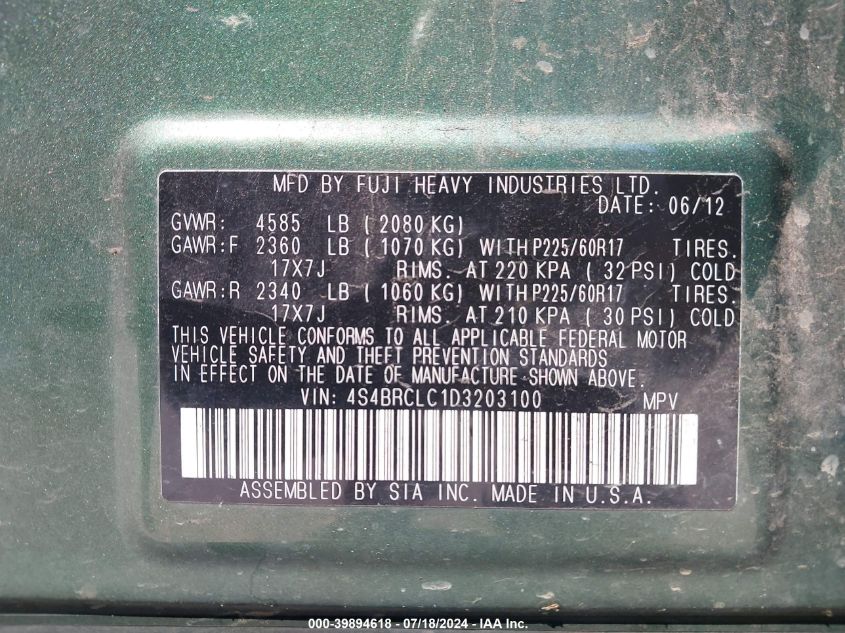 MFD BY FUJI HEAVY INDUSTRIES LTD.
DATE: 06/12
GVWR: 4585 LB ( 2080 KG)
GAWR:F 2360 LB ( 1070 KG) WITH P225/60R17 TIRES.
17X7J RIMS. AT 220 KPA ( 32 PSI) COLD
GAWR:R 2340 LB ( 1060 KG) WITH P225/60R17 TIRES.
17X7J RIMS. AT 210 KPA ( 30 PSI) COLD
THIS VEHICLE CONFORMS TO ALL APPLICABLE FEDERAL MOTOR
VEHICLE SAFETY AND THEFT PREVENTION STANDARDS
IN EFFECT ON THE DATE OF MANUFACTURE SHOWN ABOVE.
VIN: 4S4BRCLC1D3203100 MPV
ASSEMBLED BY SIA INC. MADE IN U.S.A.
000-39894618 - 07/18/2024 - IAA Inc.